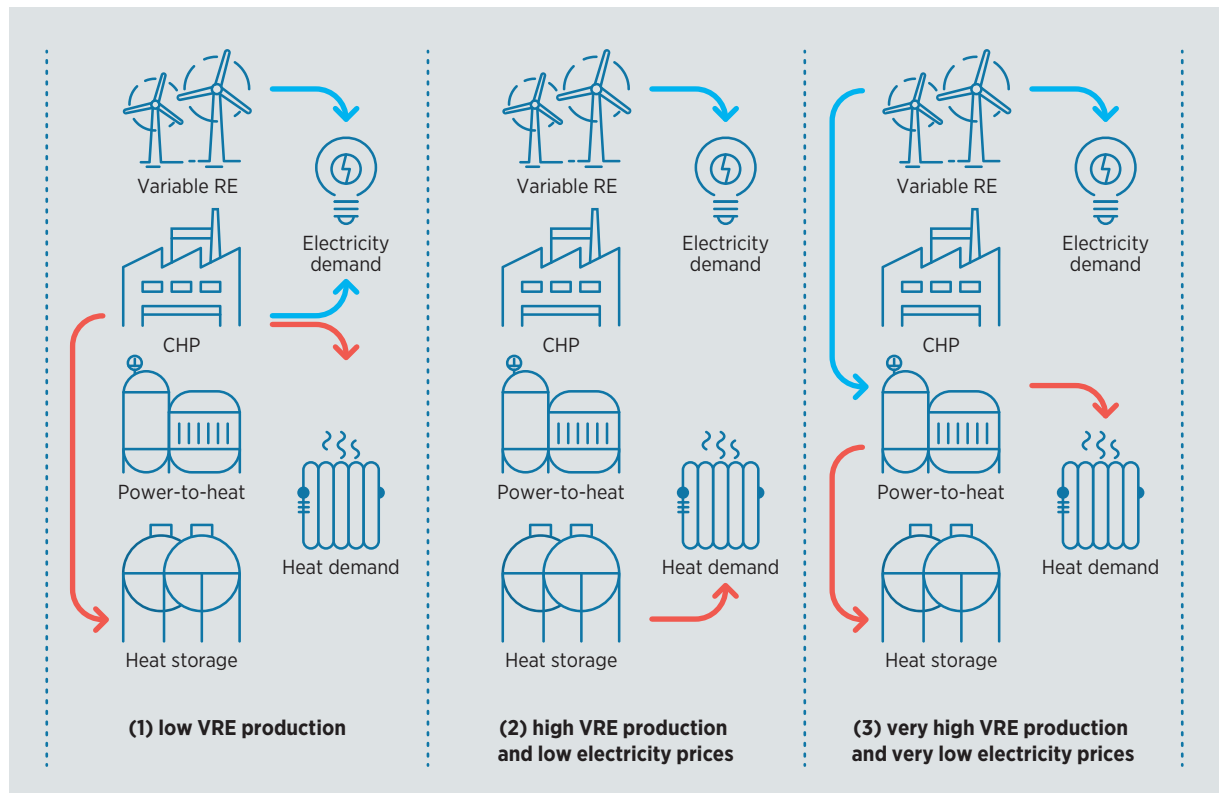 Variable RE
Electricity
demand
CHP
Power-to-heat
Heat demand
Heat storage
(1) low VRE production
Variable RE
Electricity
demand
CHP
Power-to-heat
Heat demand
Heat storage
(2) high VRE production
and low electricity prices
Variable RE
Electricity
demand
CHP
Power-to-heat
Heat demand
Heat storage
(3) very high VRE production
and very low electricity prices